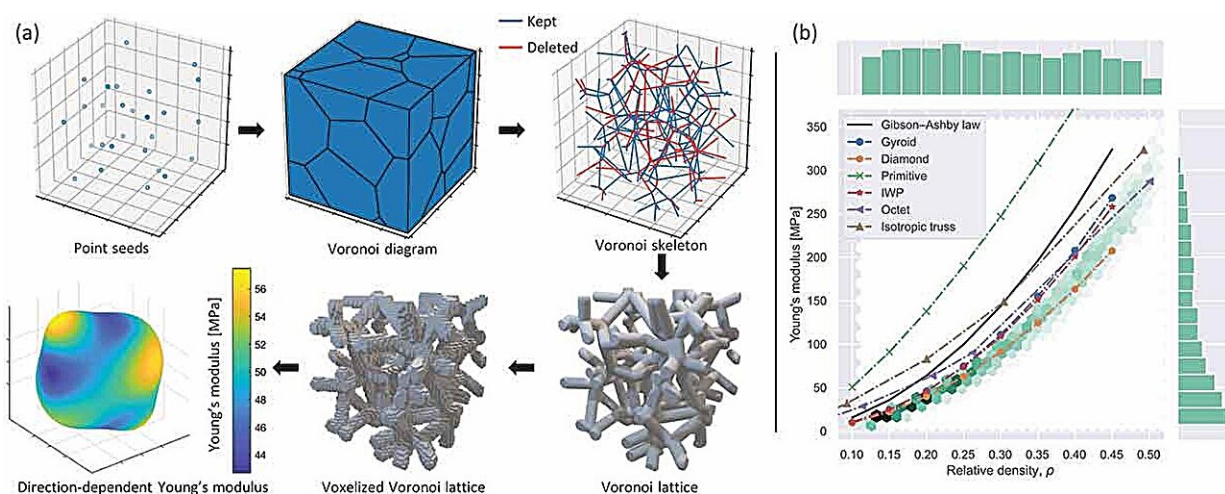 (a)
Kept
Deleted
Point seeds
Voronoi diagram
Voronoi skeleton
Young's modulus [MPa]
56
54
52
50
48
46
44
Direction-dependent Young's modulus
Voxelized Voronoi lattice
Voronoi lattice
(b)
Gibson–Ashby law
Gyroid
Diamond
Primitive
IWP
Octet
Isotropic truss
Young's modulus [MPa]
350
300
250
200
150
100
50
0
0.10 0.15 0.20 0.25 0.30 0.35 0.40 0.45 0.50
Relative density, ρ